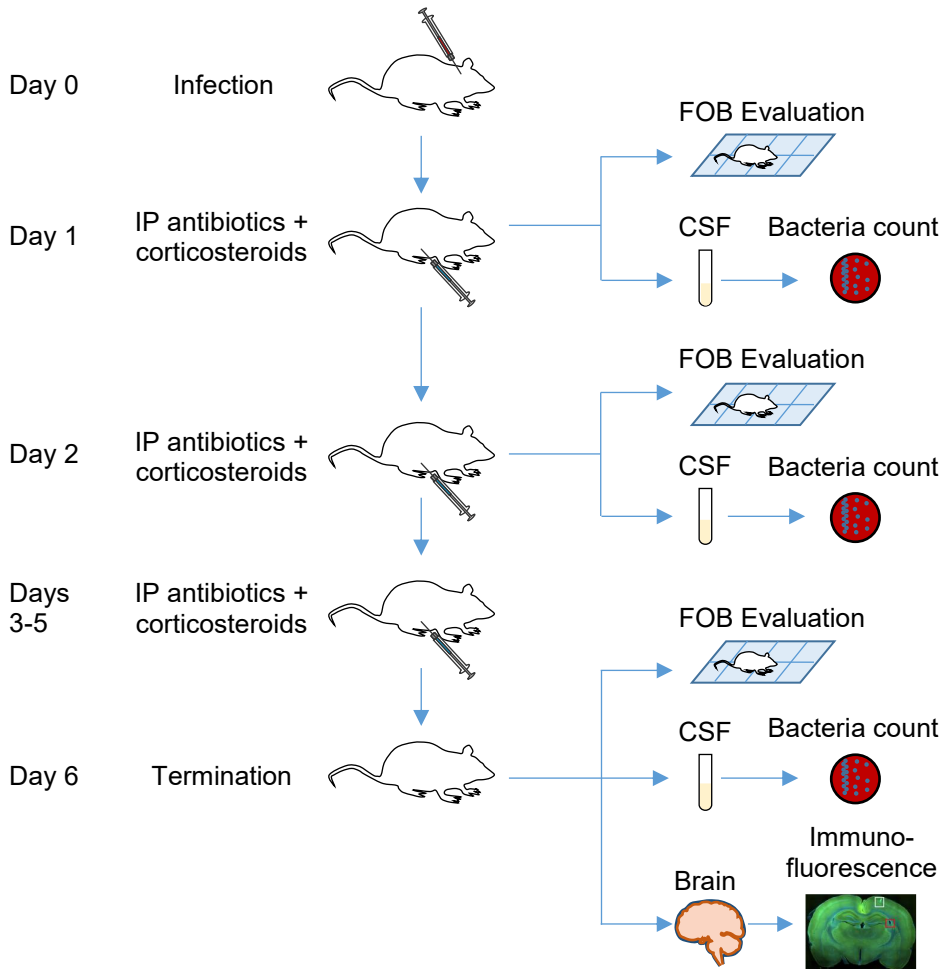 Day 0
Infection
FOB Evaluation
Day 1
IP antibiotics +
corticosteroids
CSF
Bacteria count
FOB Evaluation
Day 2
IP antibiotics +
corticosteroids
CSF
Bacteria count
Days
3-5
IP antibiotics +
corticosteroids
FOB Evaluation
Day 6
Termination
CSF
Bacteria count
Brain
Immuno-
fluorescence